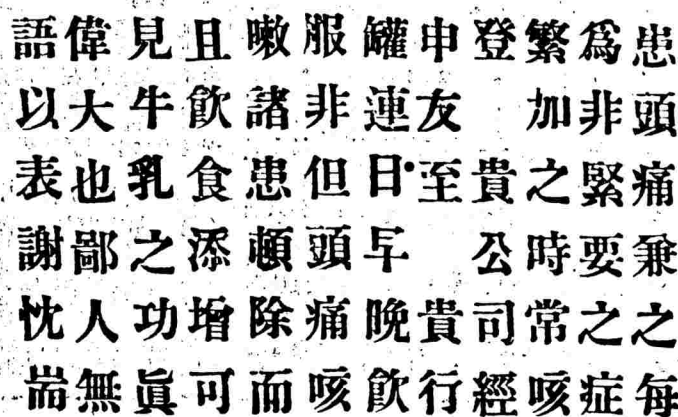 患頭痛兼之每
爲非緊要之症
繁加之時常咳
登　貴公司經
申友至　貴行
罐連日早晚飲
服非但頭痛咳
嗽諸患頓除而
且飲食添增可
見牛乳之功眞
偉大也鄙人無
語以表謝忱耑